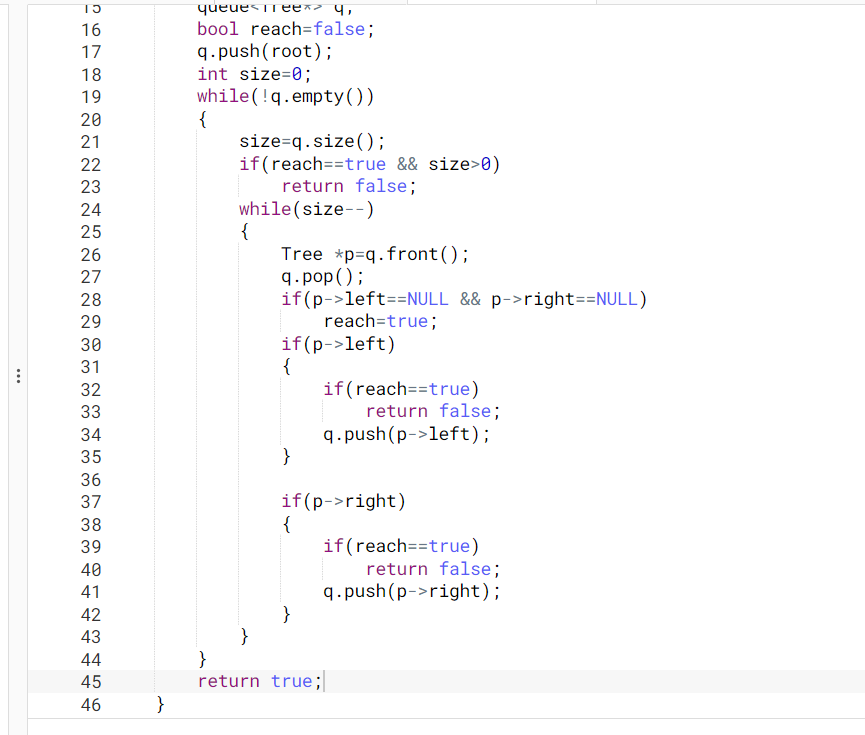 15 queue<Tree*> q;
16 bool reach=false;
17 q.push(root);
18 int size=0;
19 while(!q.empty())
20 {
21 size=q.size();
22 if(reach==true && size>0)
23 return false;
24 while(size--)
25 {
26 Tree *p=q.front();
27 q.pop();
28 if(p->left==NULL && p->right==NULL)
29 reach=true;
30 if(p->left)
31 {
32 if(reach==true)
33 return false;
34 q.push(p->left);
35 }
36
37 if(p->right)
38 {
39 if(reach==true)
40 return false;
41 q.push(p->right);
42 }
43 }
44 }
45 return true;
46 }